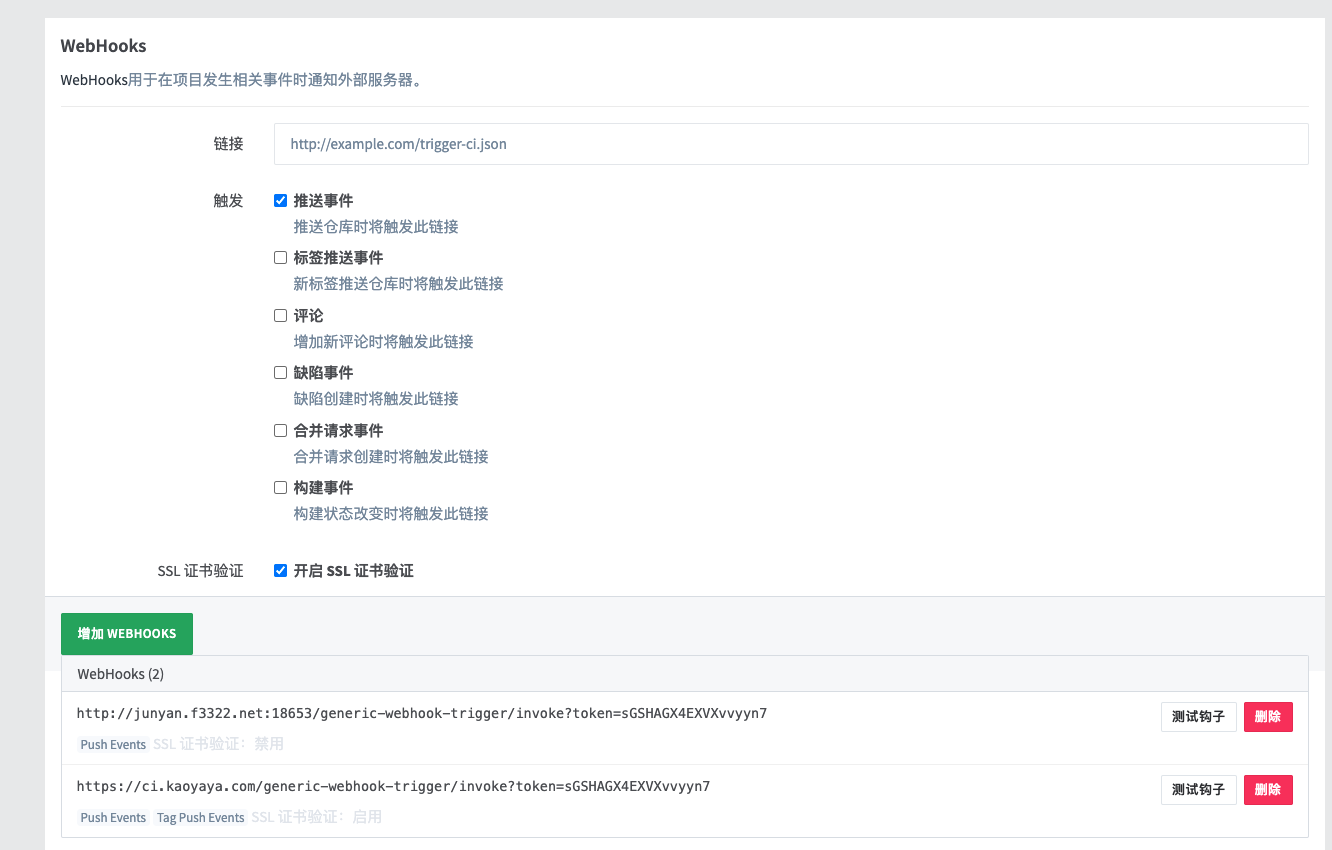 WebHooks
WebHooks用于在项目发生相关事件时通知外部服务器。
链接 http://example.com/trigger-ci.json
触发 推送事件
推送仓库时将触发此链接
标签推送事件
新标签推送仓库时将触发此链接
评论
增加新评论时将触发此链接
缺陷事件
缺陷创建时将触发此链接
合并请求事件
合并请求创建时将触发此链接
构建事件
构建状态改变时将触发此链接
SSL 证书验证 开启 SSL 证书验证
增加 WEBHOOKS
WebHooks (2)
http://junyan.f3322.net:18653/generic-webhook-trigger/invoke?token=sGSHAGX4EXVXvvyyn7 测试钩子 删除
Push Events SSL 证书验证：禁用
https://ci.kaoyaya.com/generic-webhook-trigger/invoke?token=sGSHAGX4EXVXvvyyn7 测试钩子 删除
Push Events Tag Push Events SSL 证书验证：启用